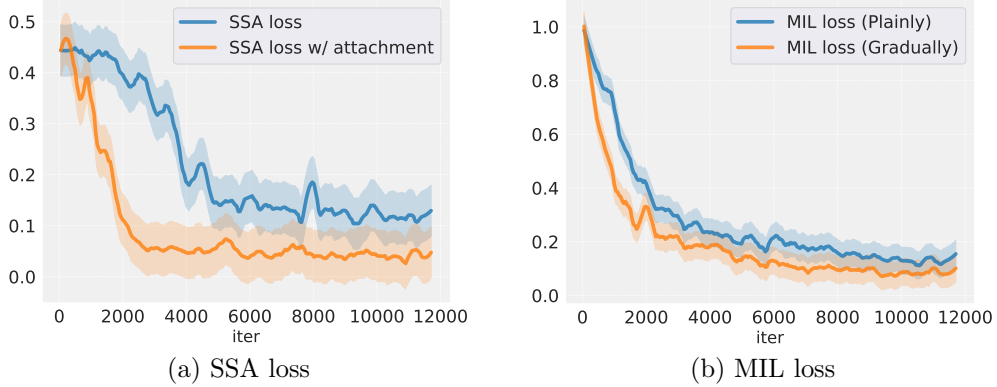 SSA loss
SSA loss w/ attachment
0.5
0.4
0.3
0.2
0.1
0.0
0 2000 4000 6000 8000 10000 12000
iter
(a) SSA loss
MIL loss (Plainly)
MIL loss (Gradually)
1.0
0.8
0.6
0.4
0.2
0.0
0 2000 4000 6000 8000 10000 12000
iter
(b) MIL loss